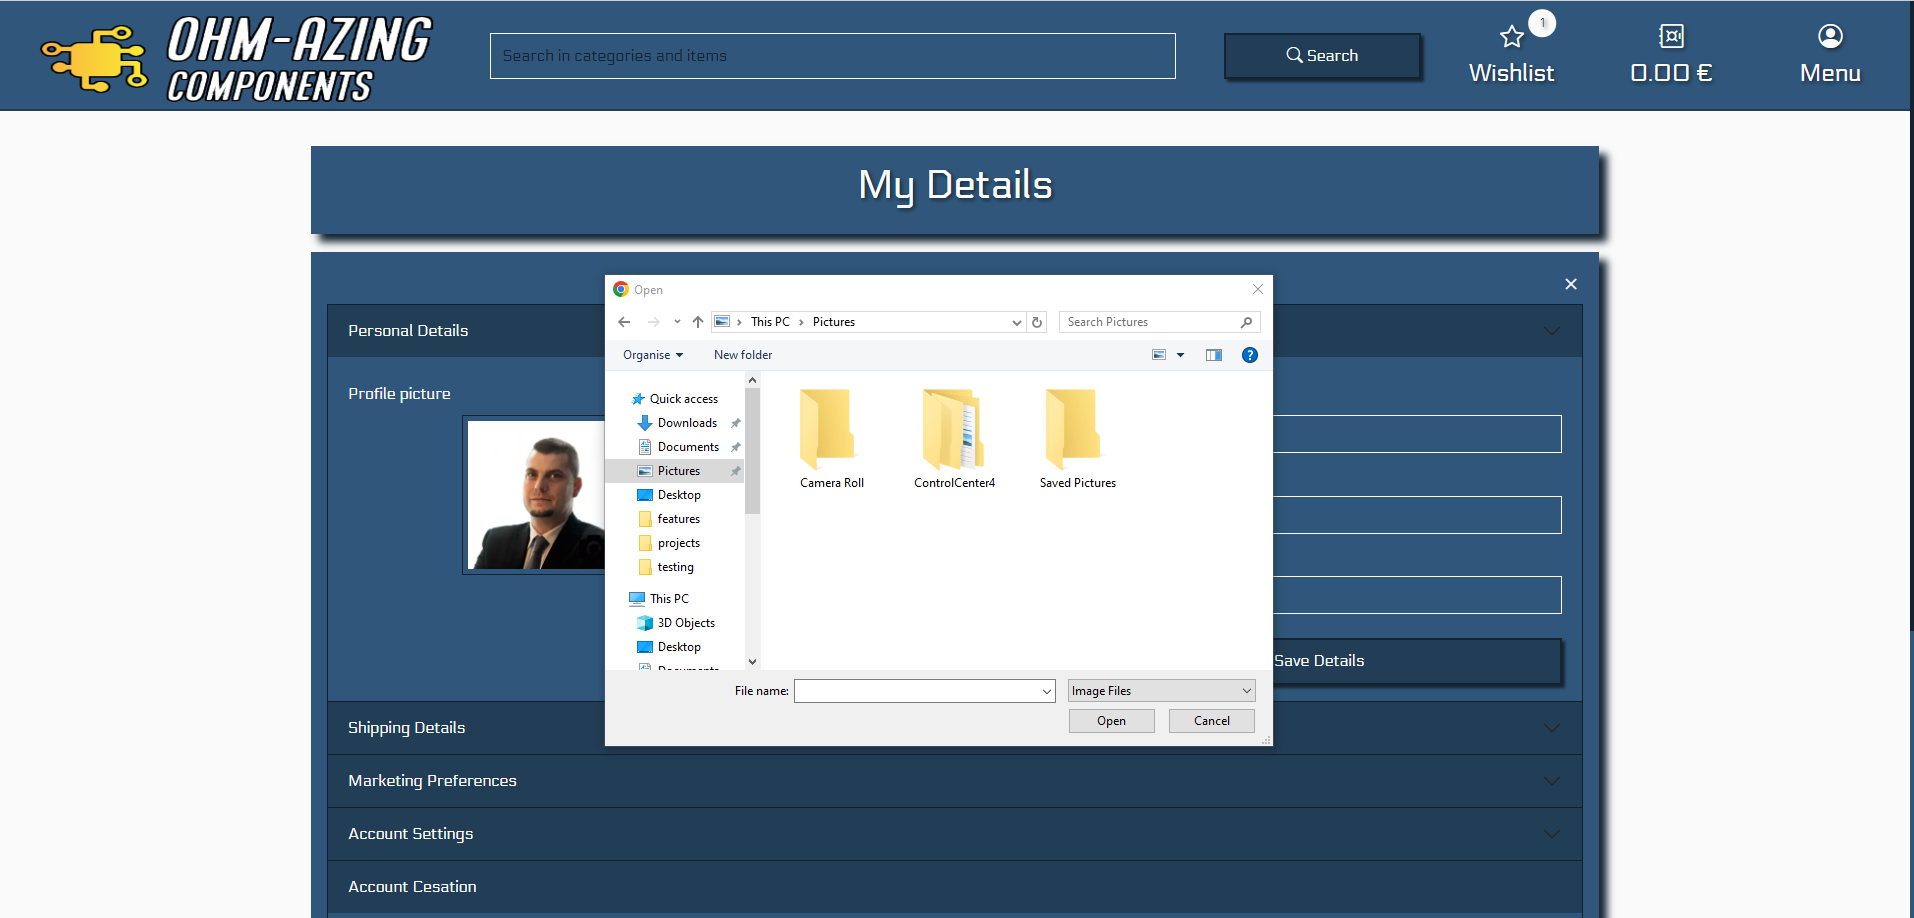 OHM-AZING
COMPONENTS
Search in categories and items
Search
1
Wishlist
0.00 €
Menu
My Details
Personal Details
Profile picture
Save Details
Shipping Details
Marketing Preferences
Account Settings
Account Cesation
Open
This PC
Pictures
Search Pictures
Organise
New folder
?
Quick access
Downloads
Documents
Pictures
Desktop
features
projects
testing
This PC
3D Objects
Desktop
Documents
Camera Roll
ControlCenter4
Saved Pictures
File name:
Image Files
Open
Cancel